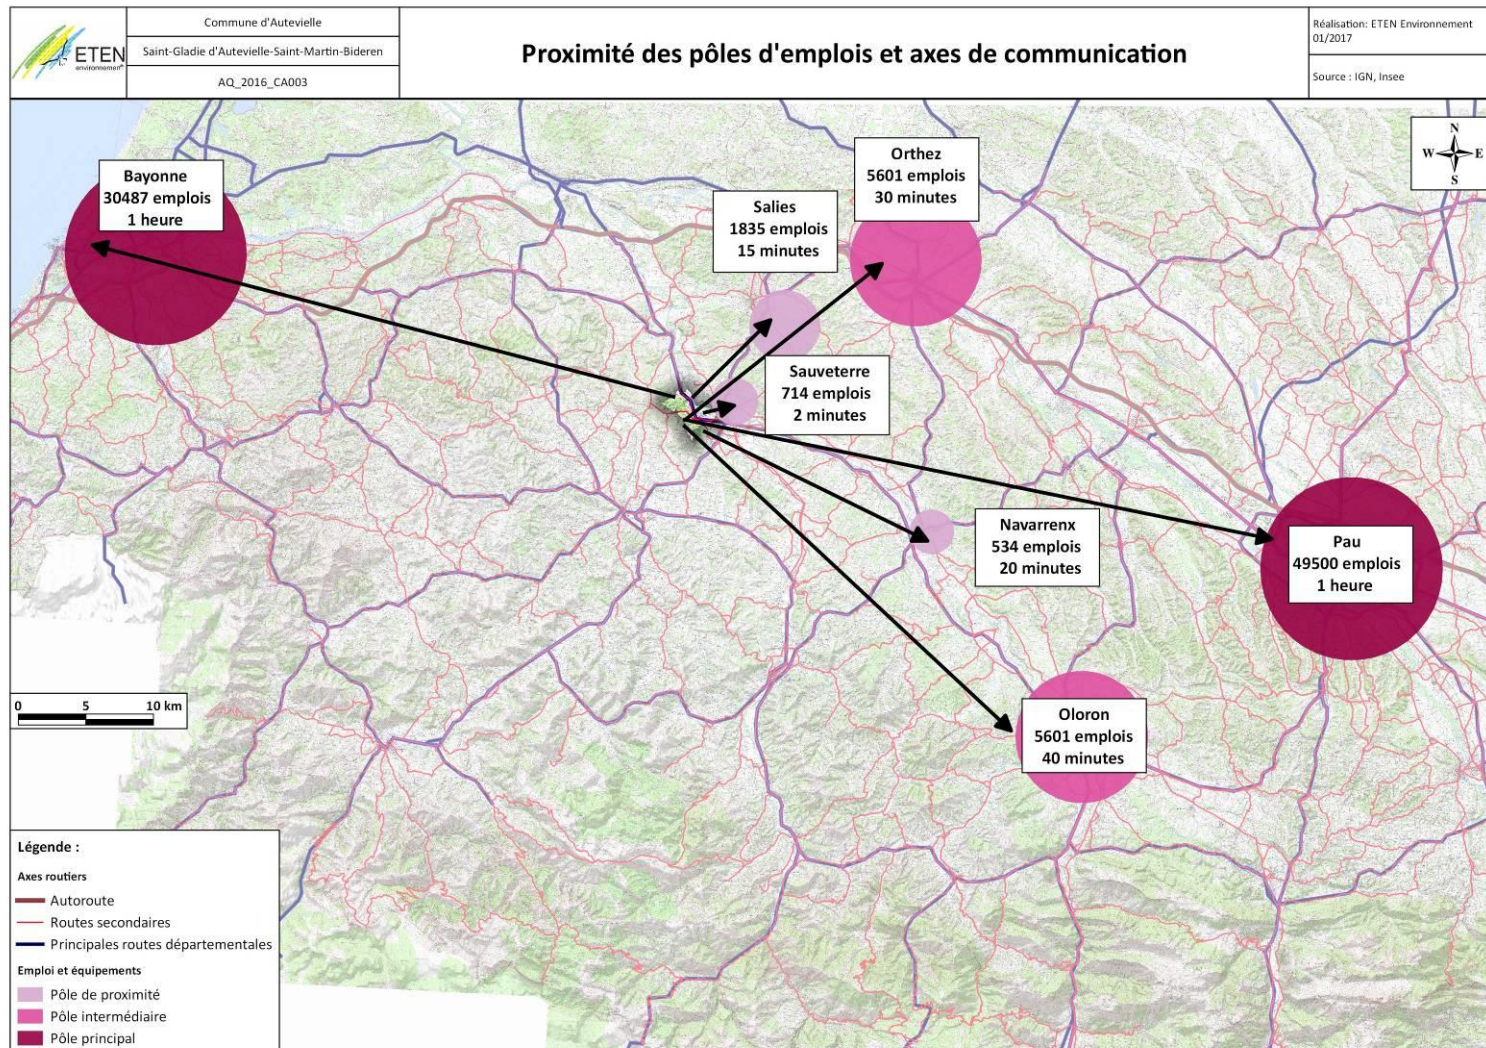 ETEN
environnement
Commune d'Autevielle
Saint-Gladie d'Autevielle-Saint-Martin-Bideren
AQ_2016_CA003
Proximité des pôles d'emplois et axes de communication
Réalisation: ETEN Environnement
01/2017
Source : IGN, Insee
N
W
E
S
Bayonne
30487 emplois
1 heure
Orthez
5601 emplois
30 minutes
Salies
1835 emplois
15 minutes
Sauveterre
714 emplois
2 minutes
Navarrenx
534 emplois
20 minutes
Pau
49500 emplois
1 heure
Oloron
5601 emplois
40 minutes
0 5 10 km
Légende :
Axes routiers
Autoroute
Routes secondaires
Principales routes départementales
Emploi et équipements
Pôle de proximité
Pôle intermédiaire
Pôle principal